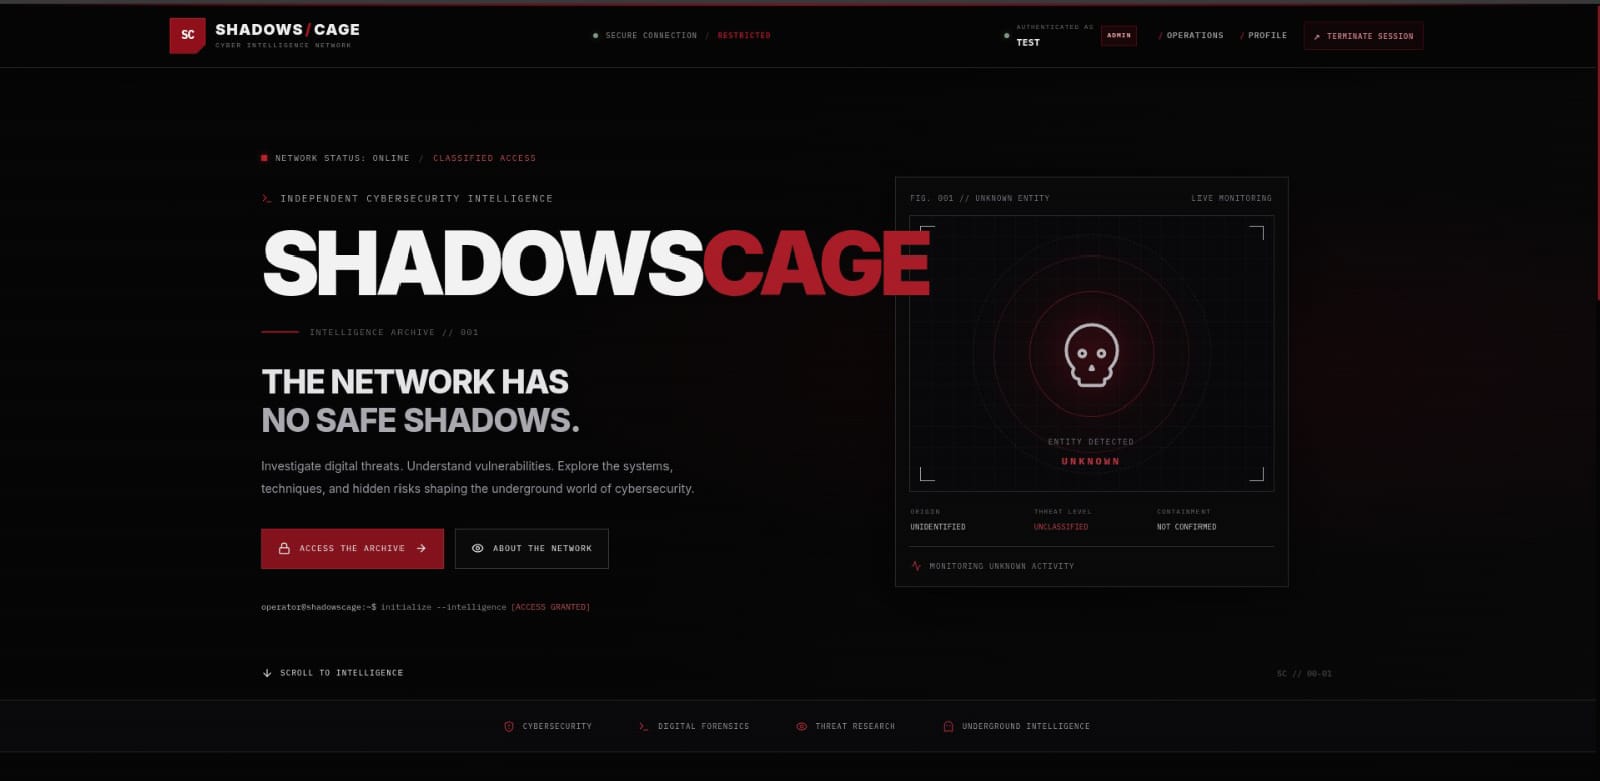 SC
SHADOWS/CAGE
CYBER INTELLIGENCE NETWORK
SECURE CONNECTION / RESTRICTED
AUTHENTICATED AS
TEST
ADMIN
/ OPERATIONS
/ PROFILE
↗ TERMINATE SESSION
NETWORK STATUS: ONLINE / CLASSIFIED ACCESS
INDEPENDENT CYBERSECURITY INTELLIGENCE
SHADOWSCAGE
INTELLIGENCE ARCHIVE // 001
THE NETWORK HAS
NO SAFE SHADOWS.
Investigate digital threats. Understand vulnerabilities. Explore the systems,
techniques, and hidden risks shaping the underground world of cybersecurity.
ACCESS THE ARCHIVE →
ABOUT THE NETWORK
operator@shadowscage:~$ initialize --intelligence [ACCESS GRANTED]
FIG. 001 // UNKNOWN ENTITY
LIVE MONITORING
ENTITY DETECTED
UNKNOWN
ORIGIN
UNIDENTIFIED
THREAT LEVEL
UNCLASSIFIED
CONTAINMENT
NOT CONFIRMED
MONITORING UNKNOWN ACTIVITY
↓ SCROLL TO INTELLIGENCE
SC // 00-01
CYBERSECURITY
DIGITAL FORENSICS
THREAT RESEARCH
UNDERGROUND INTELLIGENCE